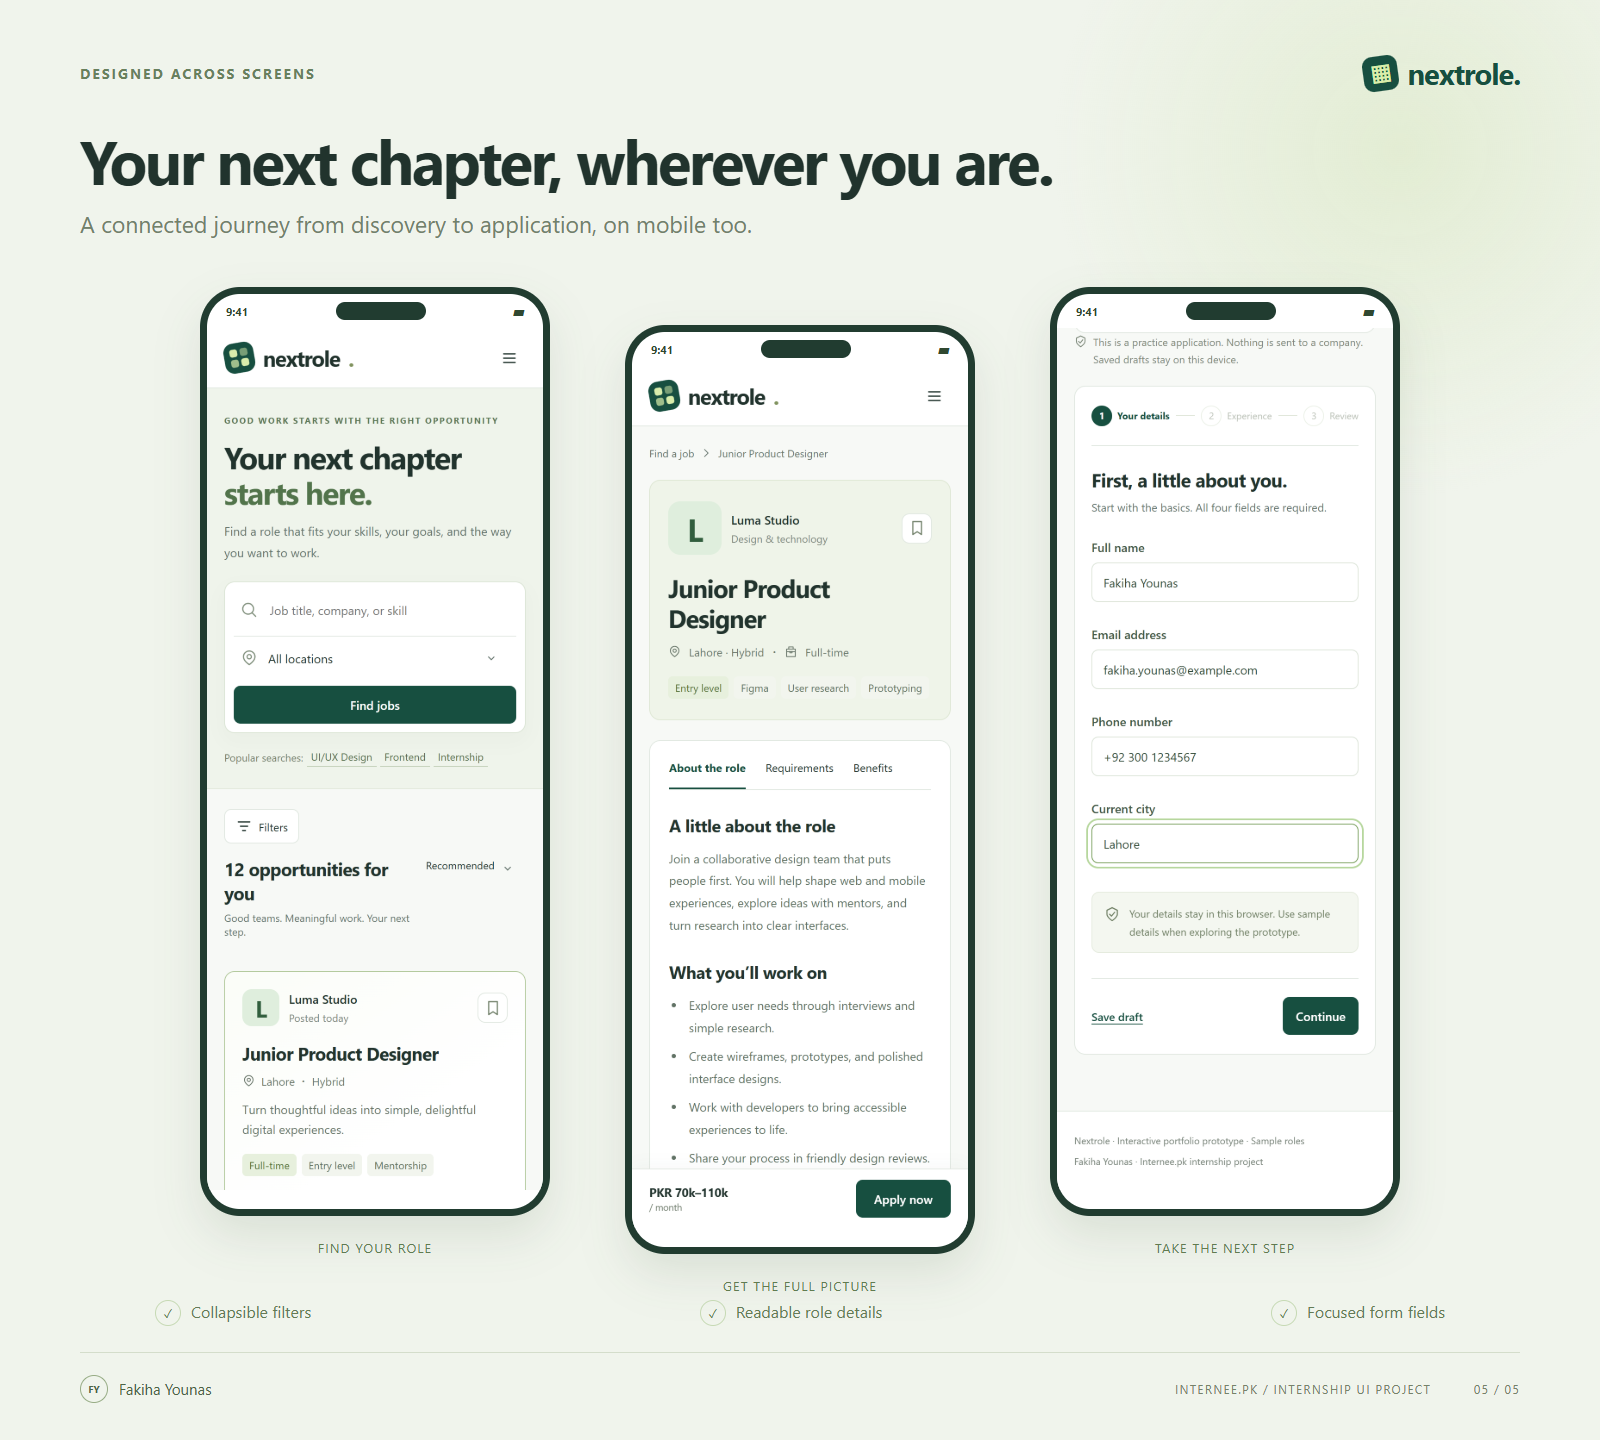 DESIGNED ACROSS SCREENS
nextrole.
Your next chapter, wherever you are.
A connected journey from discovery to application, on mobile too.
9:41
nextrole .
GOOD WORK STARTS WITH THE RIGHT OPPORTUNITY
Your next chapter
starts here.
Find a role that fits your skills, your goals, and the way
you want to work.
Job title, company, or skill
All locations
Find jobs
Popular searches: UI/UX Design Frontend Internship
Filters
12 opportunities for
you
Recommended
Good teams. Meaningful work. Your next
step.
L
Luma Studio
Posted today
Junior Product Designer
Lahore · Hybrid
Turn thoughtful ideas into simple, delightful
digital experiences.
Full-time Entry level Mentorship
FIND YOUR ROLE
9:41
nextrole .
Find a job > Junior Product Designer
L
Luma Studio
Design & technology
Junior Product
Designer
Lahore · Hybrid · Full-time
Entry level Figma User research Prototyping
About the role Requirements Benefits
A little about the role
Join a collaborative design team that puts
people first. You will help shape web and mobile
experiences, explore ideas with mentors, and
turn research into clear interfaces.
What you'll work on
• Explore user needs through interviews and
simple research.
• Create wireframes, prototypes, and polished
interface designs.
• Work with developers to bring accessible
experiences to life.
• Share your process in friendly design reviews.
PKR 70k–110k
/ month
Apply now
GET THE FULL PICTURE
9:41
This is a practice application. Nothing is sent to a company.
Saved drafts stay on this device.
1 Your details 2 Experience 3 Review
First, a little about you.
Start with the basics. All four fields are required.
Full name
Fakiha Younas
Email address
fakiha.younas@example.com
Phone number
+92 300 1234567
Current city
Lahore
Your details stay in this browser. Use sample
details when exploring the prototype.
Save draft
Continue
Nextrole · Interactive portfolio prototype · Sample roles
Fakiha Younas · Internee.pk internship project
TAKE THE NEXT STEP
✓ Collapsible filters
✓ Readable role details
✓ Focused form fields
FY Fakiha Younas
INTERNEE.PK / INTERNSHIP UI PROJECT 05 / 05